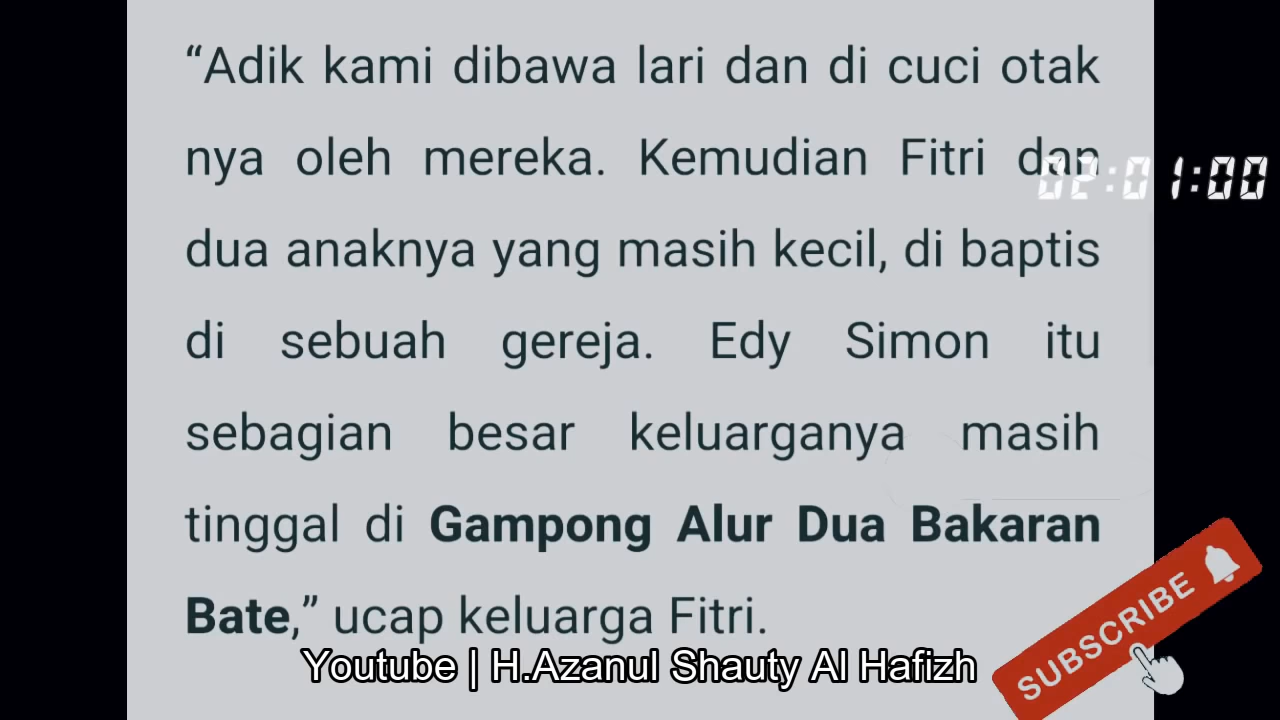 “Adik kami dibawa lari dan di cuci otak
nya oleh mereka. Kemudian Fitri dan
02:01:00
dua anaknya yang masih kecil, di baptis
di sebuah gereja. Edy Simon itu
sebagian besar keluarganya masih
tinggal di Gampong Alur Dua Bakaran
Bate,” ucap keluarga Fitri.
Youtube | H.Azanul Shauty Al Hafizh
SUBSCRIBE